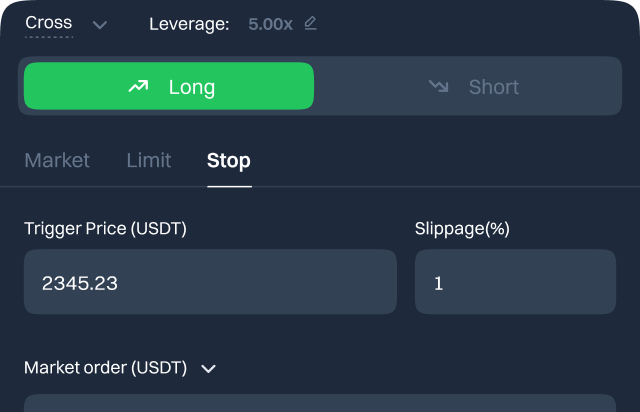 Cross Leverage: 5.00x
Long Short
Market Limit Stop
Trigger Price (USDT) Slippage(%)
2345.23 1
Market order (USDT)